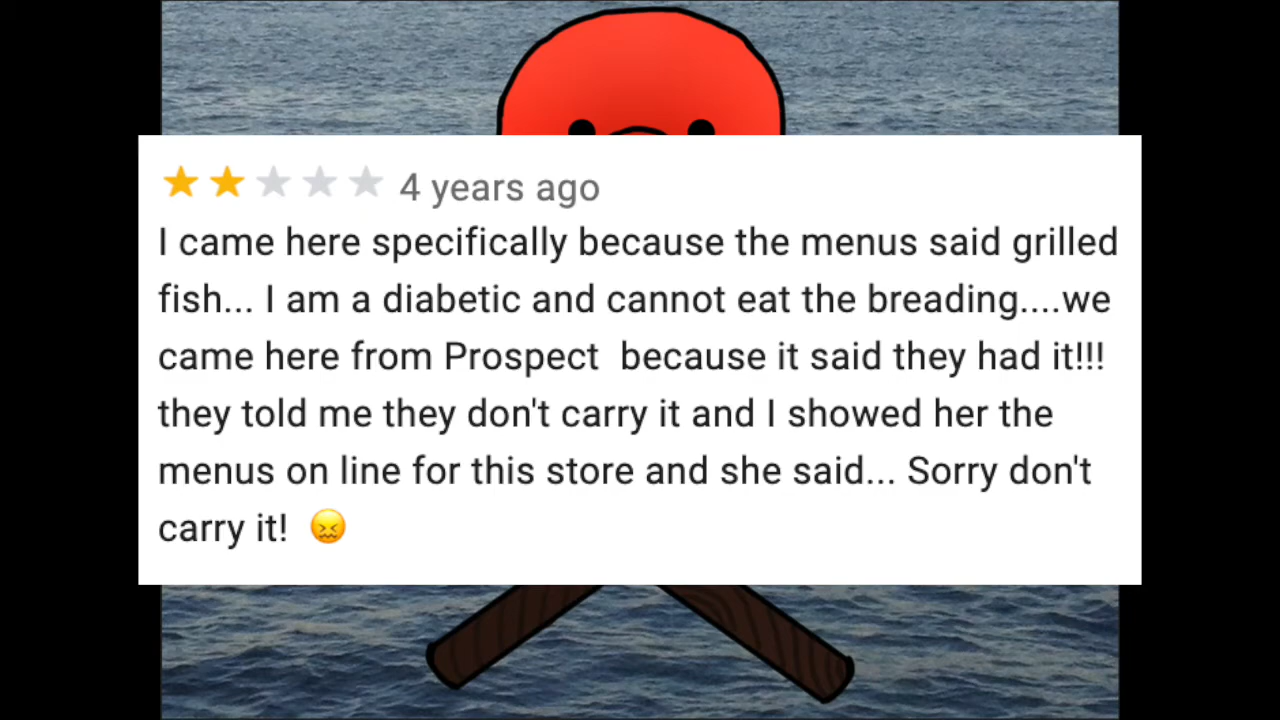 4 years ago
I came here specifically because the menus said grilled
fish... I am a diabetic and cannot eat the breading....we
came here from Prospect  because it said they had it!!!
they told me they don't carry it and I showed her the
menus on line for this store and she said... Sorry don't
carry it! 😖